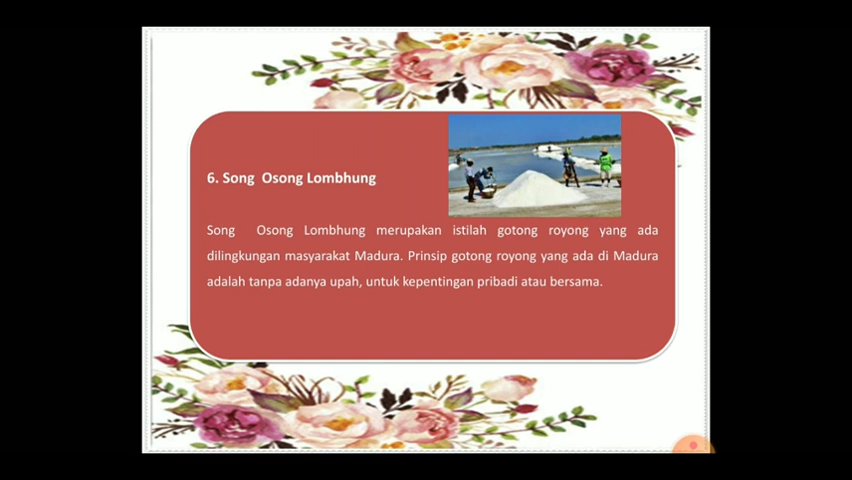 6. Song Osong Lombhung
Song Osong Lombhung merupakan istilah gotong royong yang ada
dilingkungan masyarakat Madura. Prinsip gotong royong yang ada di Madura
adalah tanpa adanya upah, untuk kepentingan pribadi atau bersama.